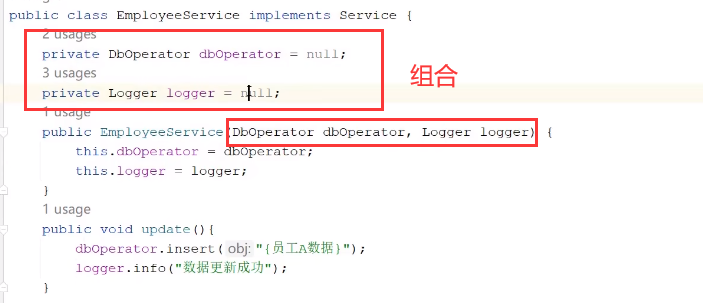 public class EmployeeService implements Service {
2 usages
private DbOperator dbOperator = null;
3 usages
private Logger logger = null;
组合
1 usage
public EmployeeService(DbOperator dbOperator, Logger logger) {
this.dbOperator = dbOperator;
this.logger = logger;
}
1 usage
public void update(){
dbOperator.insert( obj: "{员工A数据}");
logger.info("数据更新成功");
}